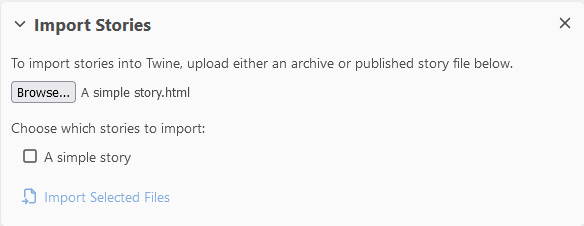 Import Stories
To import stories into Twine, upload either an archive or published story file below.
Browse... A simple story.html
Choose which stories to import:
A simple story
Import Selected Files